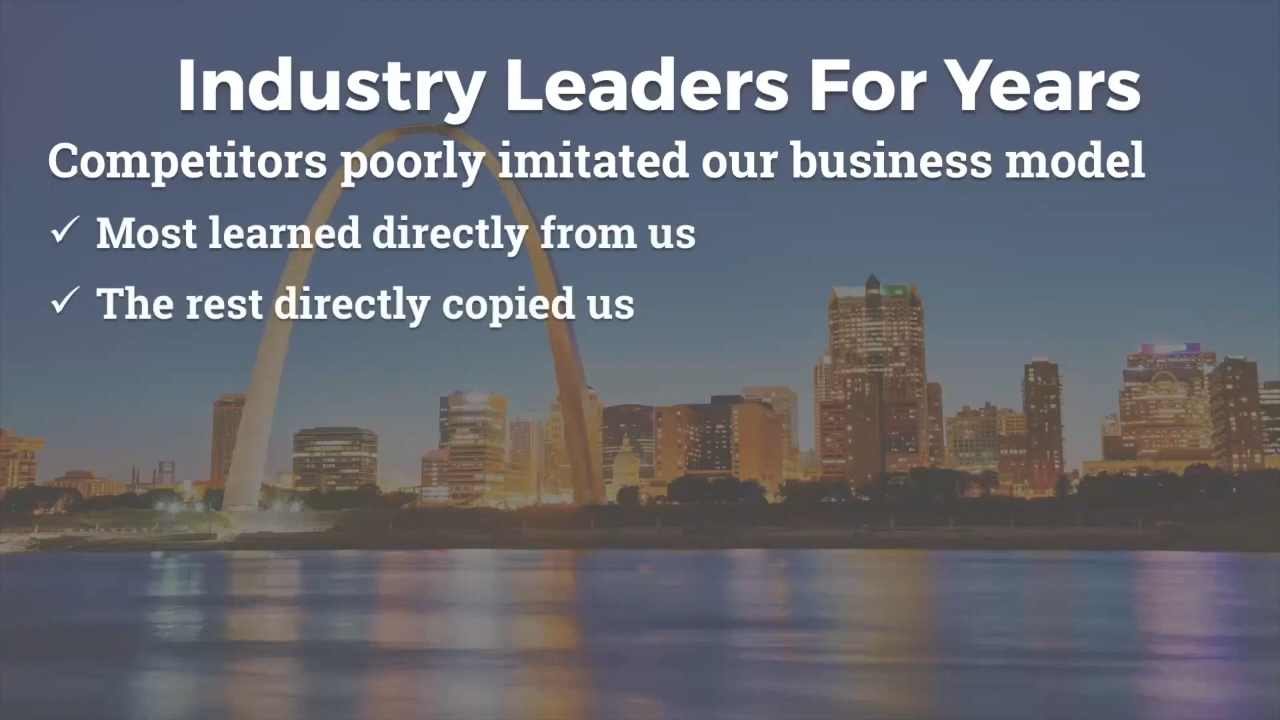 Industry Leaders For Years
Competitors poorly imitated our business model
✓ Most learned directly from us
✓ The rest directly copied us